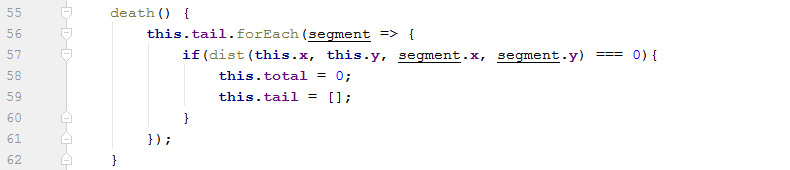 55 death() {
56 this.tail.forEach(segment => {
57 if(dist(this.x, this.y, segment.x, segment.y) === 0){
58 this.total = 0;
59 this.tail = [];
60 }
61 });
62 }